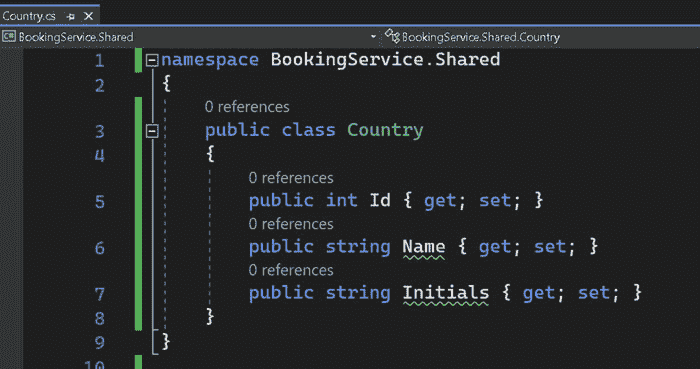 Country.cs
BookingService.Shared
BookingService.Shared.Country
1 namespace BookingService.Shared
2 {
0 references
3 public class Country
4 {
0 references
5 public int Id { get; set; }
0 references
6 public string Name { get; set; }
0 references
7 public string Initials { get; set; }
8 }
9 }
10